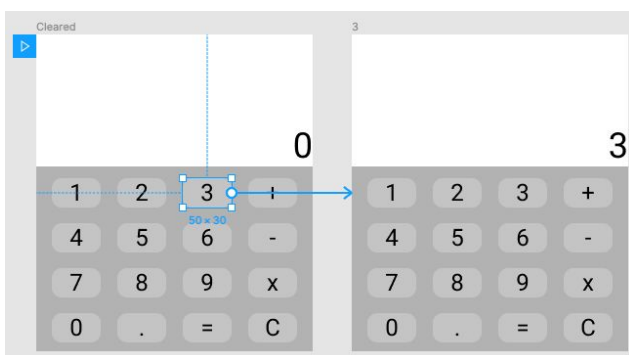 Cleared
0
1 2 3 +
50 × 30
4 5 6 -
7 8 9 x
0 . = C
3
3
1 2 3 +
4 5 6 -
7 8 9 x
0 . = C